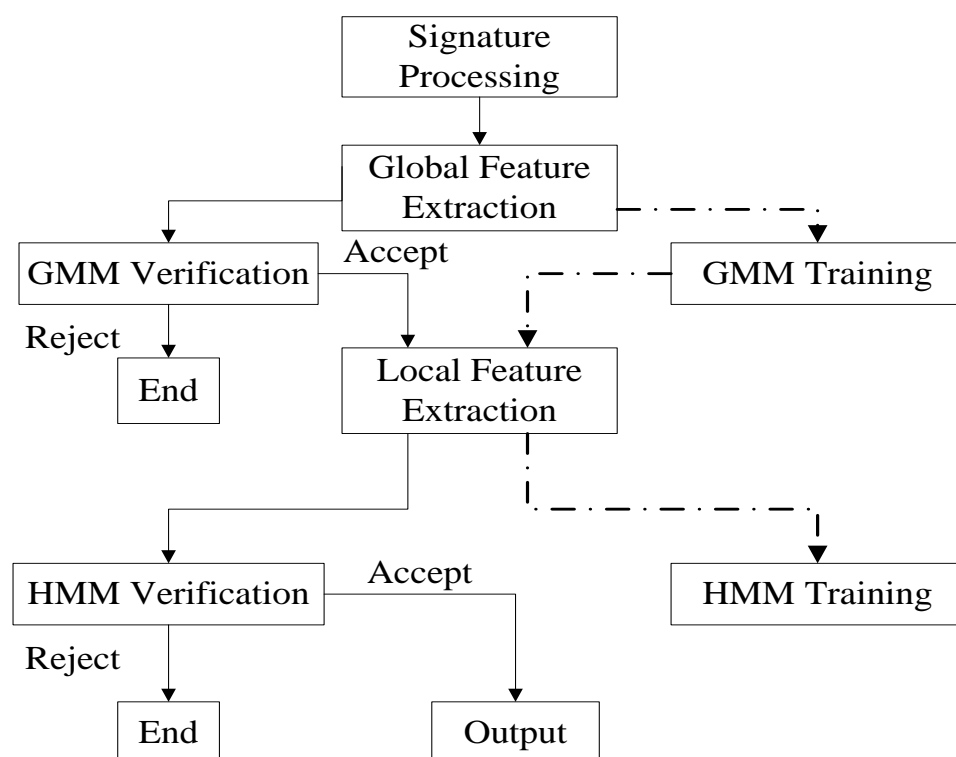 Signature
Processing
Global Feature
Extraction
Accept
GMM Verification
GMM Training
Reject
Local Feature
Extraction
End
Accept
HMM Verification
HMM Training
Reject
End
Output